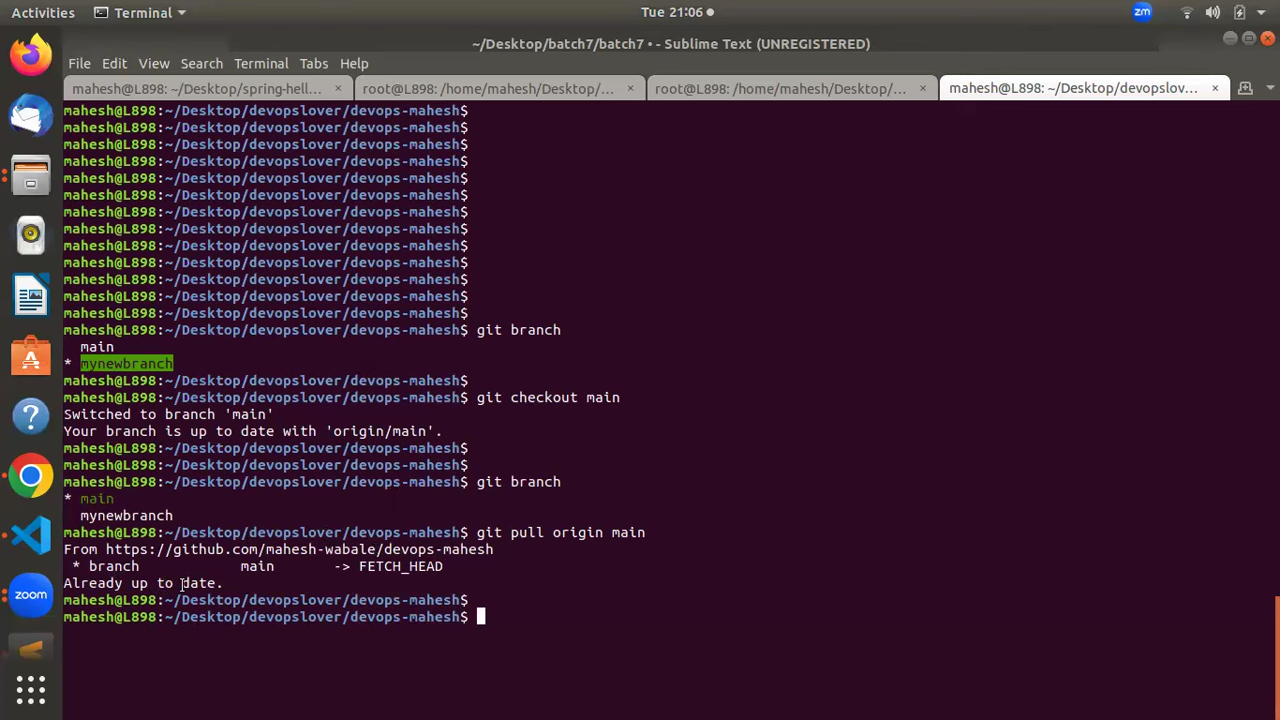 Activities Terminal Tue 21:06 zm
~/Desktop/batch7/batch7 • - Sublime Text (UNREGISTERED)
File Edit View Search Terminal Tabs Help
mahesh@L898: ~/Desktop/spring-hell... × root@L898: /home/mahesh/Desktop/... × root@L898: /home/mahesh/Desktop/... × mahesh@L898: ~/Desktop/devopslov... ×
mahesh@L898:~/Desktop/devopslover/devops-mahesh$
mahesh@L898:~/Desktop/devopslover/devops-mahesh$
mahesh@L898:~/Desktop/devopslover/devops-mahesh$
mahesh@L898:~/Desktop/devopslover/devops-mahesh$
mahesh@L898:~/Desktop/devopslover/devops-mahesh$
mahesh@L898:~/Desktop/devopslover/devops-mahesh$
mahesh@L898:~/Desktop/devopslover/devops-mahesh$
mahesh@L898:~/Desktop/devopslover/devops-mahesh$
mahesh@L898:~/Desktop/devopslover/devops-mahesh$
mahesh@L898:~/Desktop/devopslover/devops-mahesh$
mahesh@L898:~/Desktop/devopslover/devops-mahesh$
mahesh@L898:~/Desktop/devopslover/devops-mahesh$
mahesh@L898:~/Desktop/devopslover/devops-mahesh$
mahesh@L898:~/Desktop/devopslover/devops-mahesh$ git branch
main
* mynewbranch
mahesh@L898:~/Desktop/devopslover/devops-mahesh$
mahesh@L898:~/Desktop/devopslover/devops-mahesh$ git checkout main
Switched to branch 'main'
Your branch is up to date with 'origin/main'.
mahesh@L898:~/Desktop/devopslover/devops-mahesh$
mahesh@L898:~/Desktop/devopslover/devops-mahesh$
mahesh@L898:~/Desktop/devopslover/devops-mahesh$ git branch
* main
mynewbranch
mahesh@L898:~/Desktop/devopslover/devops-mahesh$ git pull origin main
From https://github.com/mahesh-wabale/devops-mahesh
* branch main -> FETCH_HEAD
Already up to date.
mahesh@L898:~/Desktop/devopslover/devops-mahesh$
mahesh@L898:~/Desktop/devopslover/devops-mahesh$
zoom